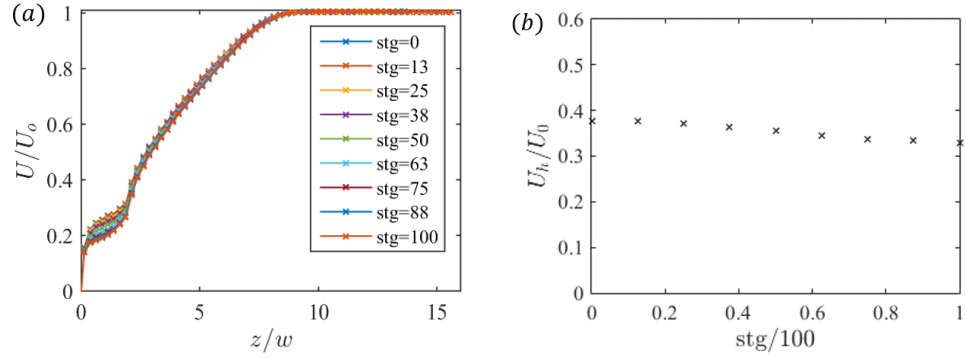 (a)
1
0.8
0.6
0.4
0.2
0
U/U_o
0 5 10 15
z/w
stg=0
stg=13
stg=25
stg=38
stg=50
stg=63
stg=75
stg=88
stg=100
(b)
0.6
0.5
0.4
0.3
0.2
0.1
0
U_h/U_0
0 0.2 0.4 0.6 0.8 1
stg/100